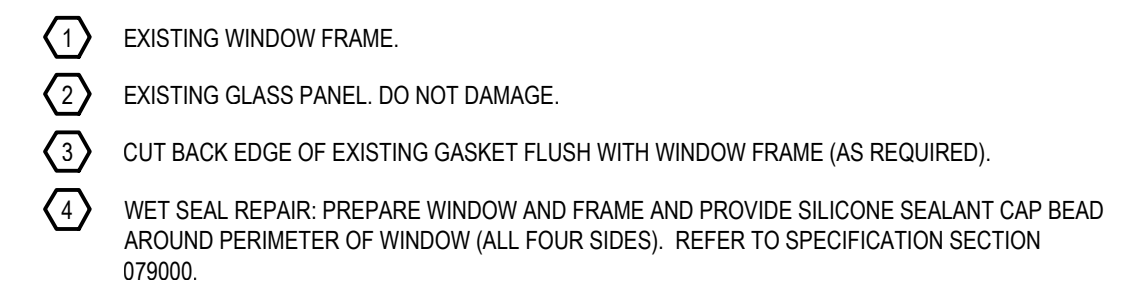 1 EXISTING WINDOW FRAME.
2 EXISTING GLASS PANEL. DO NOT DAMAGE.
3 CUT BACK EDGE OF EXISTING GASKET FLUSH WITH WINDOW FRAME (AS REQUIRED).
4 WET SEAL REPAIR: PREPARE WINDOW AND FRAME AND PROVIDE SILICONE SEALANT CAP BEAD
AROUND PERIMETER OF WINDOW (ALL FOUR SIDES). REFER TO SPECIFICATION SECTION
079000.